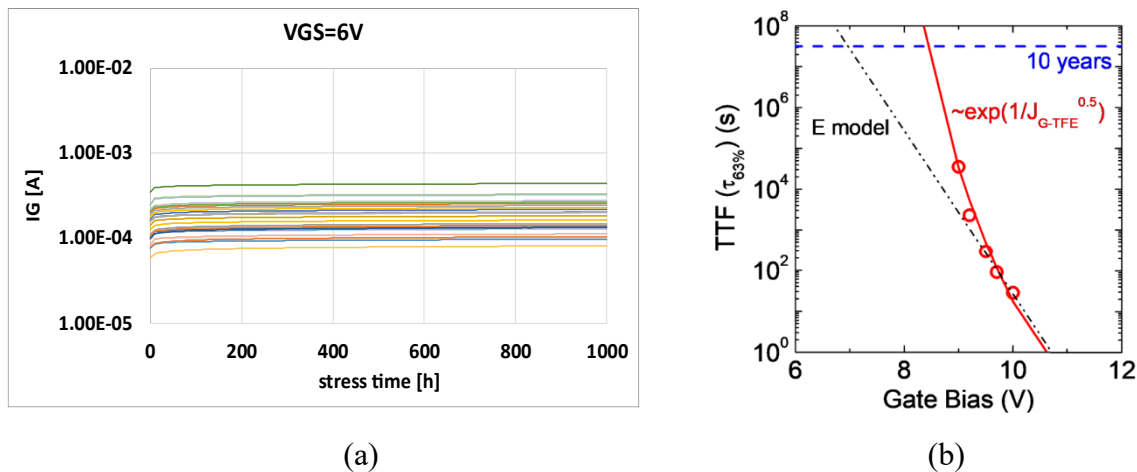 VGS=6V
1.00E-02
1.00E-03
1.00E-04
1.00E-05
IG [A]
0 200 400 600 800 1000
stress time [h]
(a)
10^8
10^6
10^4
10^2
10^0
TTF (τ63%) (s)
10 years
~exp(1/J_G-TFE^0.5)
E model
6 8 10 12
Gate Bias (V)
(b)